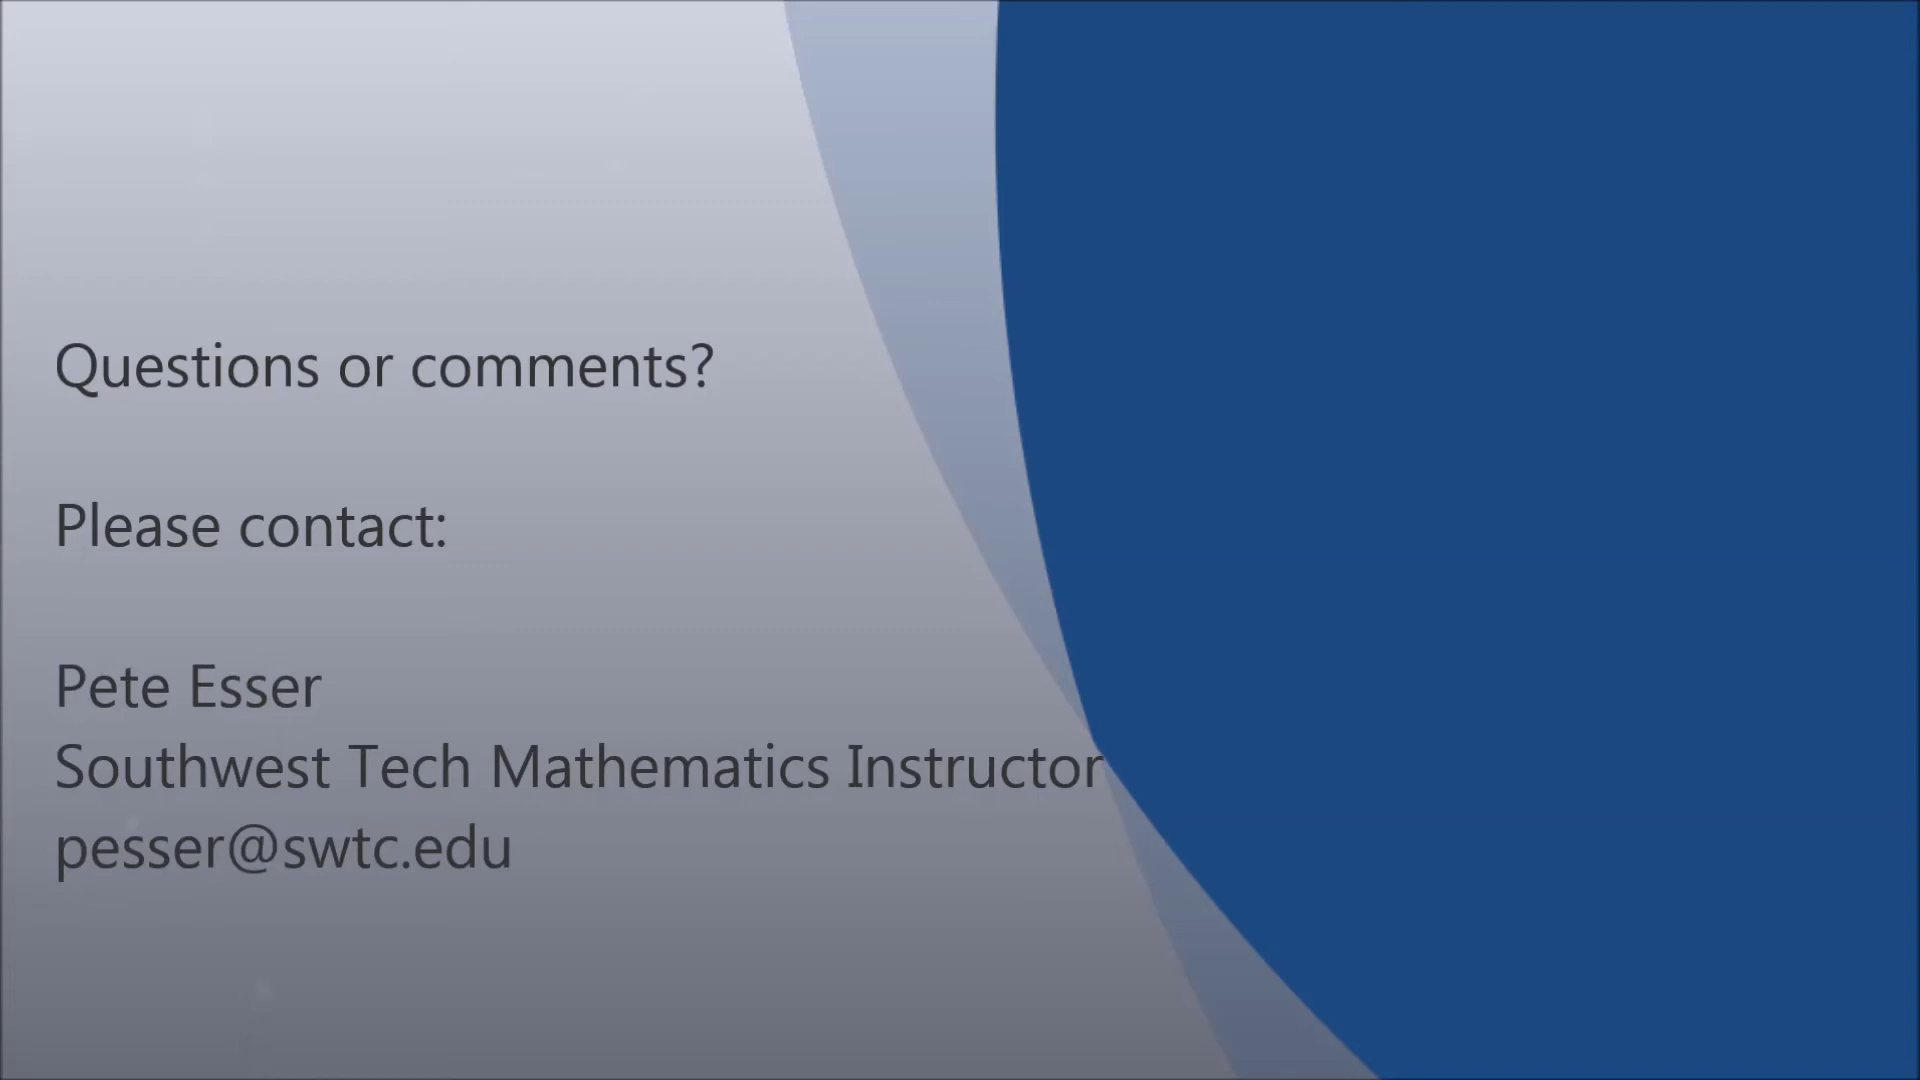 Questions or comments?
Please contact:
Pete Esser
Southwest Tech Mathematics Instructor
pesser@swtc.edu